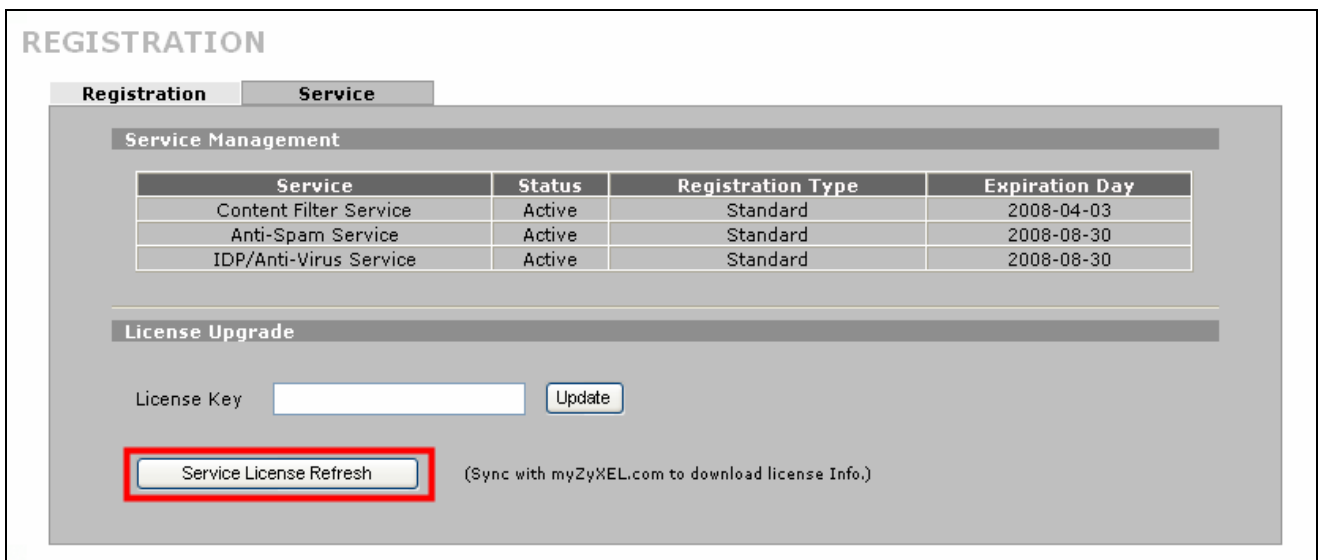 REGISTRATION
Registration Service
Service Management
Service Status Registration Type Expiration Day
Content Filter Service Active Standard 2008-04-03
Anti-Spam Service Active Standard 2008-08-30
IDP/Anti-Virus Service Active Standard 2008-08-30
License Upgrade
License Key Update
Service License Refresh (Sync with myZyXEL.com to download license Info.)